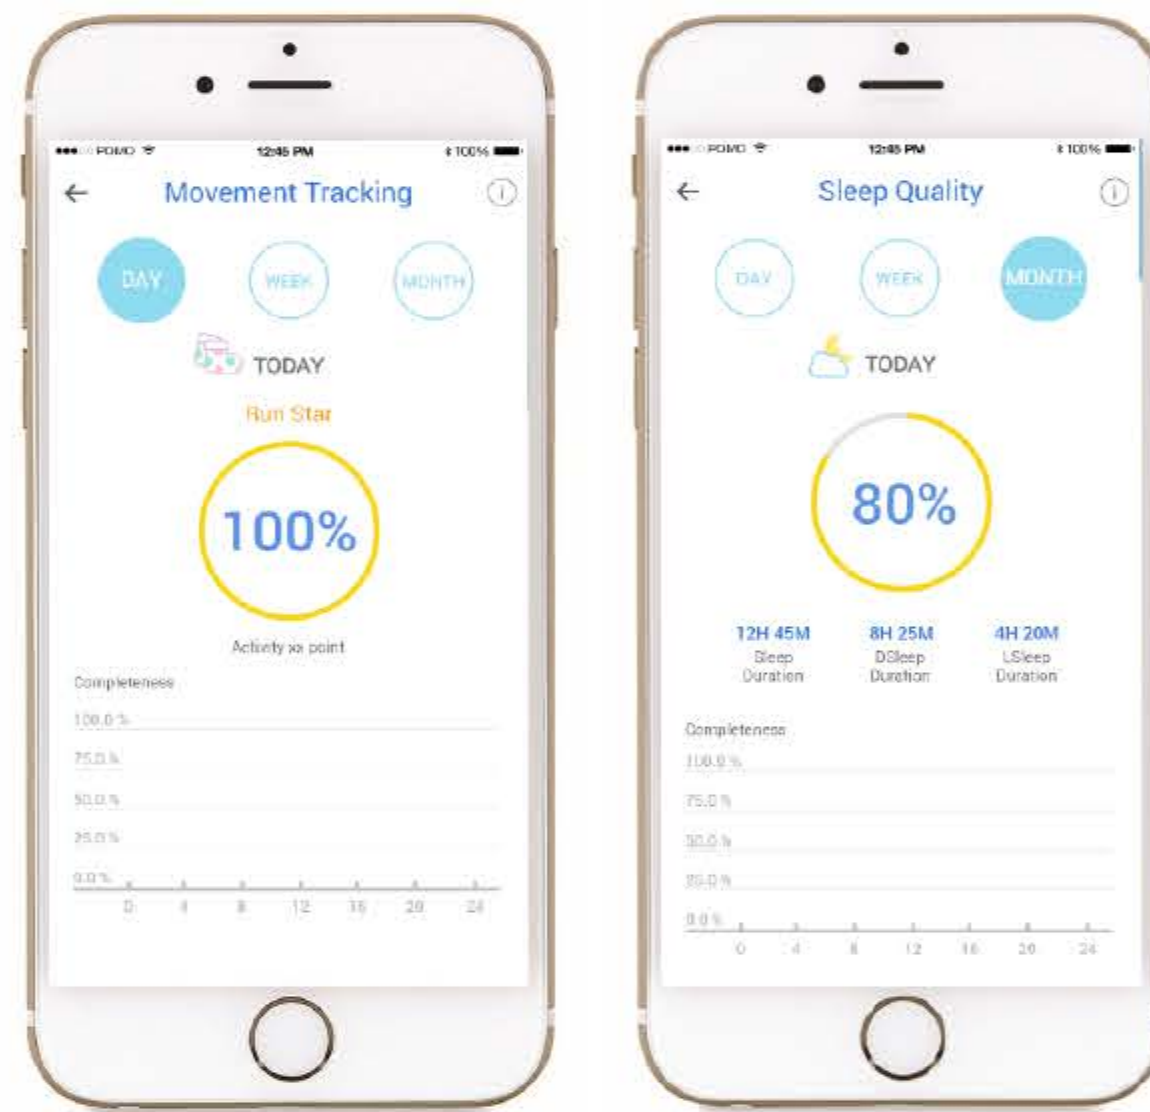 POMO 12:45 PM 100%
Movement Tracking
DAY WEEK MONTH
TODAY
Run Star
100%
Activity xx point
Completeness
100.0 %
75.0 %
50.0 %
25.0 %
0.0 %
0 4 8 12 16 20 24
POMO 12:45 PM 100%
Sleep Quality
DAY WEEK MONTH
TODAY
80%
12H 45M 8H 25M 4H 20M
Sleep DSleep LSleep
Duration Duration Duration
Completeness
100.0 %
75.0 %
50.0 %
25.0 %
0.0 %
0 4 8 12 16 20 24